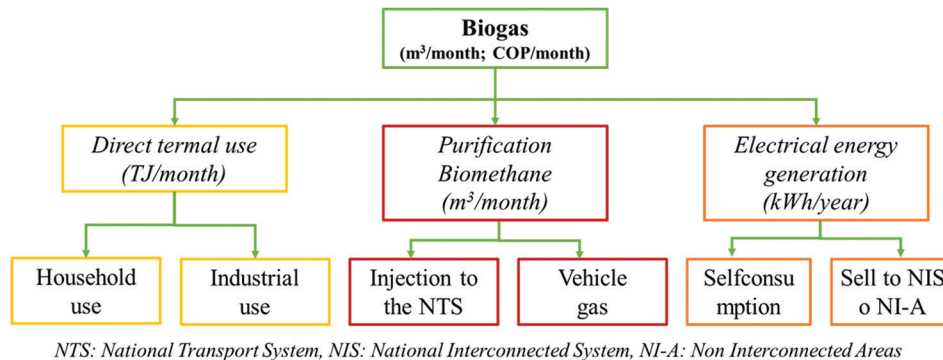 Biogas
(m³/month; COP/month)
Direct termal use
(TJ/month)
Purification
Biomethane
(m³/month)
Electrical energy
generation
(kWh/year)
Household
use
Industrial
use
Injection to
the NTS
Vehicle
gas
Selfconsu
mption
Sell to NIS
o NI-A
NTS: National Transport System, NIS: National Interconnected System, NI-A: Non Interconnected Areas